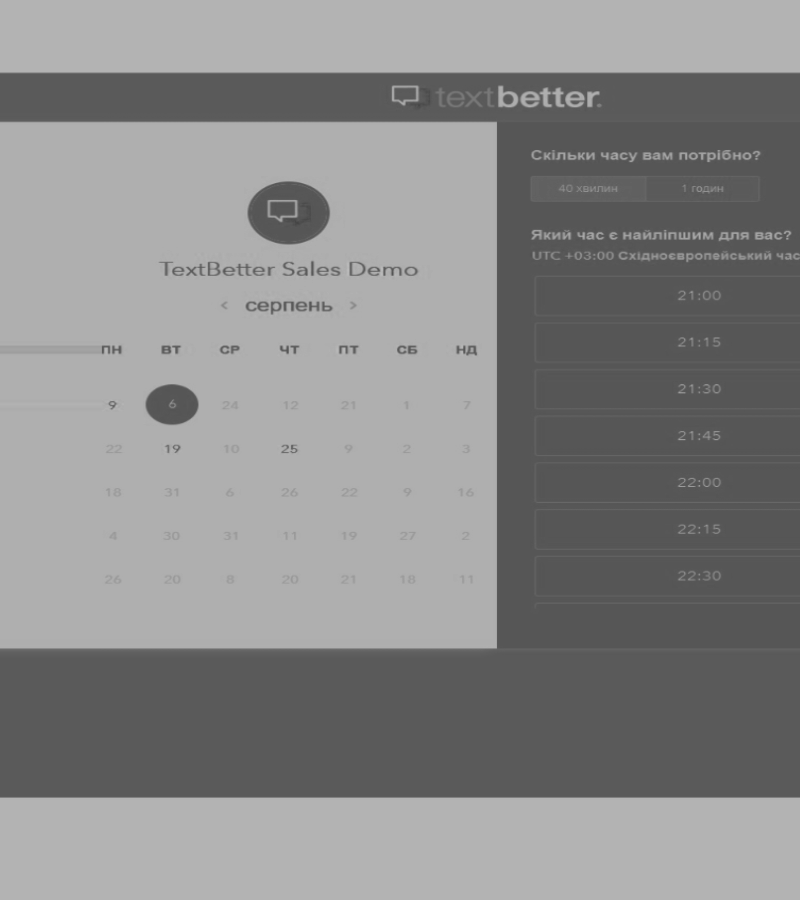 textbetter.
TextBetter Sales Demo
< серпень >
ПН ВТ СР ЧТ ПТ СБ НД
9 6 24 12 21 1 7
22 19 10 25 9 2 3
18 31 6 26 22 9 16
4 30 31 11 19 27 2
26 20 8 20 21 18 11
Скільки часу вам потрібно?
40 хвилин 1 годин
Який час є найліпшим для вас?
UTC +03:00 Східноєвропейський час
21:00
21:15
21:30
21:45
22:00
22:15
22:30